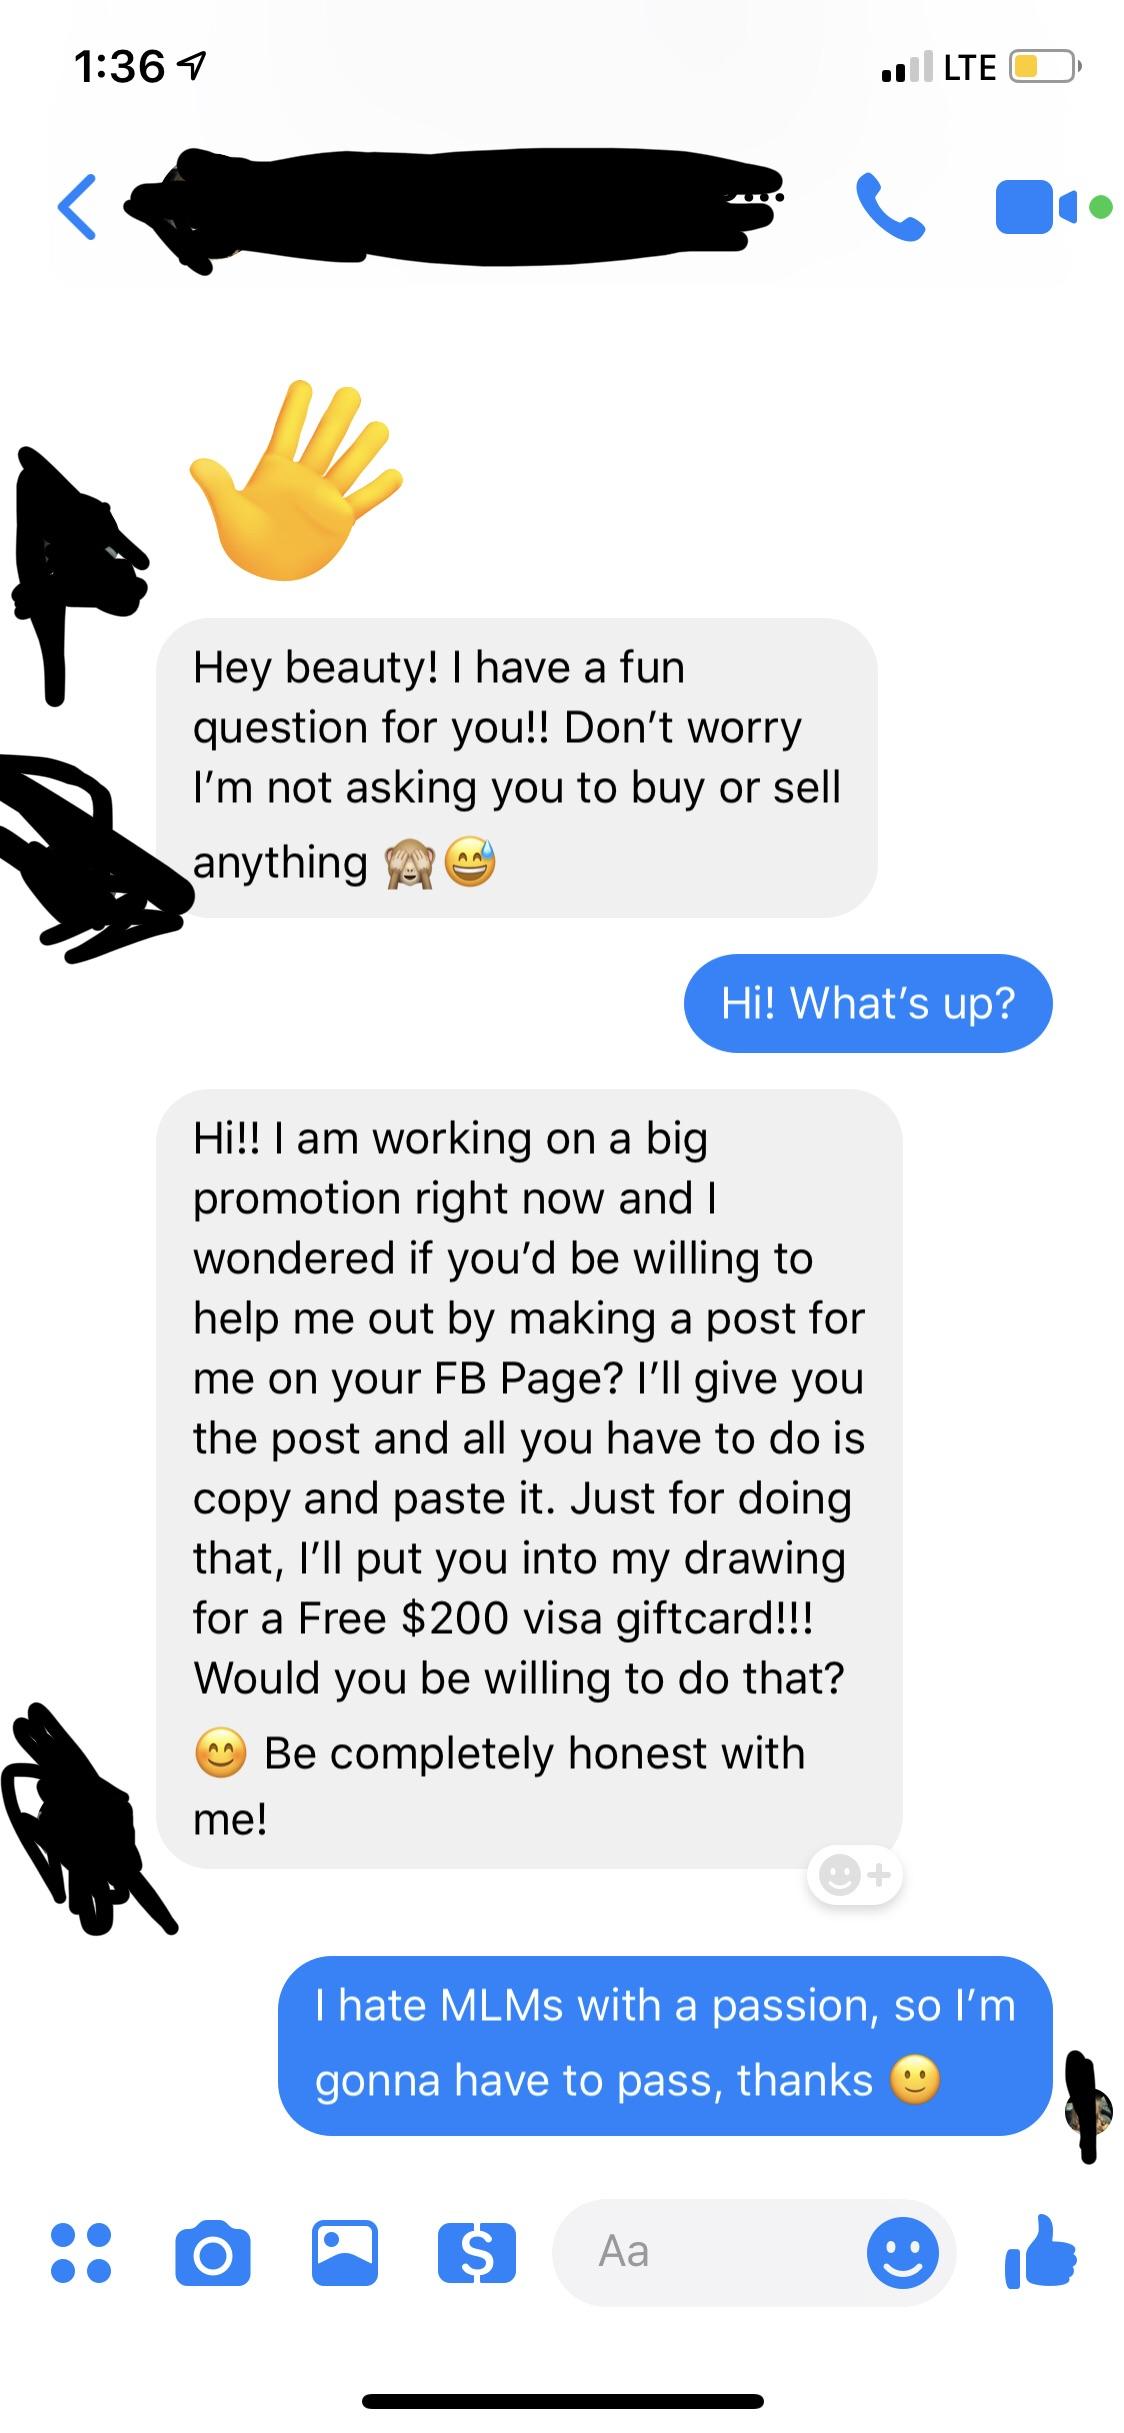 1:36
LTE
Hey beauty! I have a fun
question for you!! Don’t worry
I’m not asking you to buy or sell
anything 🙈😅
Hi! What’s up?
Hi!! I am working on a big
promotion right now and I
wondered if you’d be willing to
help me out by making a post for
me on your FB Page? I’ll give you
the post and all you have to do is
copy and paste it. Just for doing
that, I’ll put you into my drawing
for a Free $200 visa giftcard!!!
Would you be willing to do that?
😊 Be completely honest with
me!
I hate MLMs with a passion, so I’m
gonna have to pass, thanks 🙂
Aa